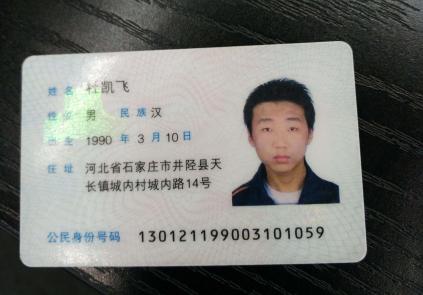 姓名 杜凯飞
性别 男 民族 汉
出生 1990 年 3 月 10 日
住址 河北省石家庄市井陉县天
长镇城内村城内路14号
公民身份号码 130121199003101059